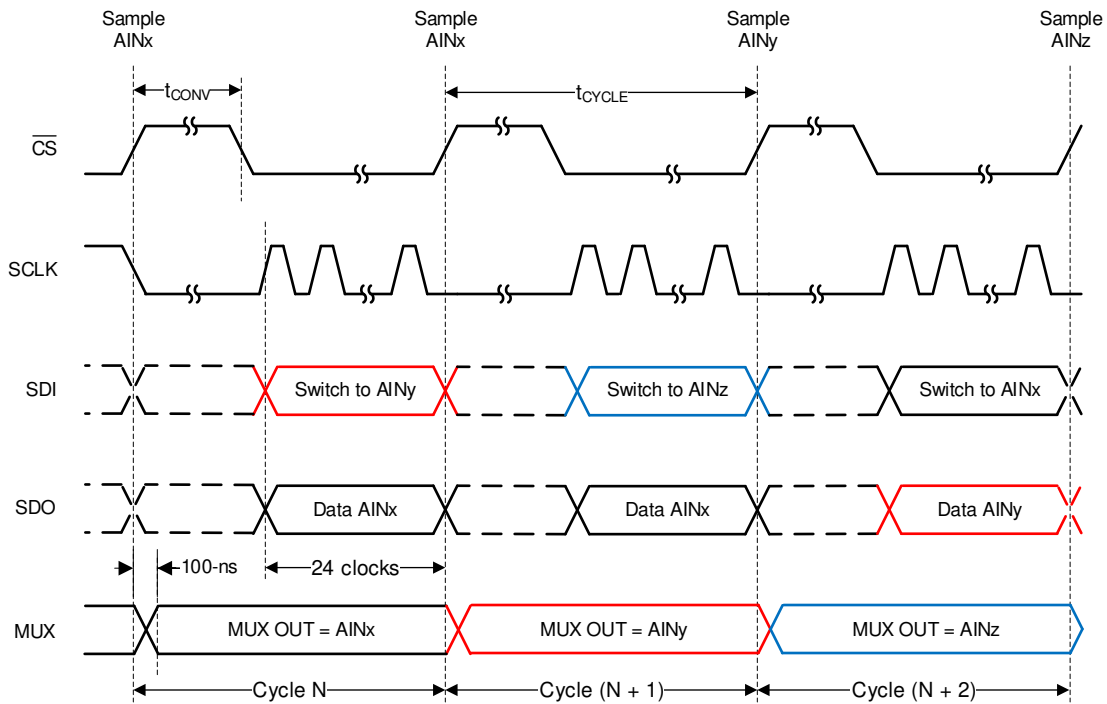 Sample
AINx
Sample
AINx
Sample
AINy
Sample
AINz
tCONV
tCYCLE
CS
SCLK
SDI
Switch to AINy
Switch to AINz
Switch to AINx
SDO
Data AINx
Data AINx
Data AINy
100-ns
24 clocks
MUX
MUX OUT = AINx
MUX OUT = AINy
MUX OUT = AINz
Cycle N
Cycle (N + 1)
Cycle (N + 2)